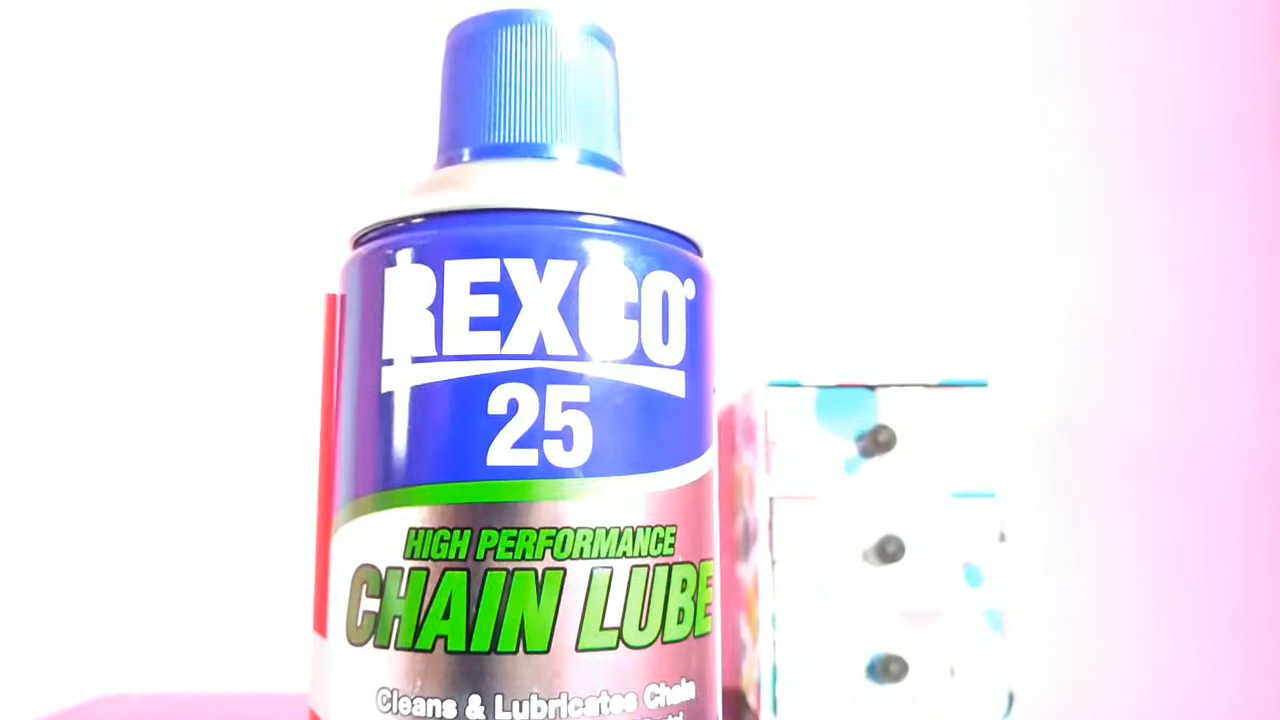 REXCO
25
HIGH PERFORMANCE
CHAIN LUBE
Cleans & Lubricates Chain